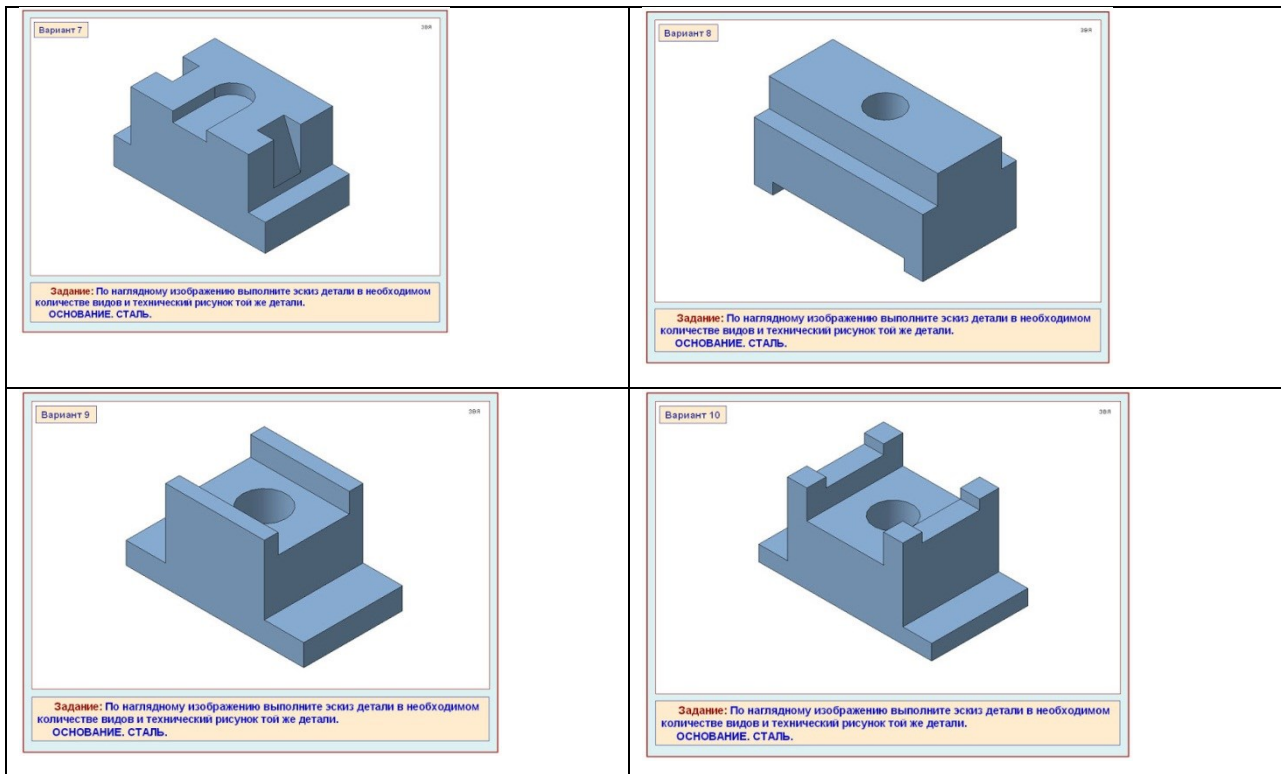 Вариант 7
Задание: По наглядному изображению выполните эскиз детали в необходимом
количестве видов и технический рисунок той же детали.
ОСНОВАНИЕ. СТАЛЬ.
Вариант 8
Задание: По наглядному изображению выполните эскиз детали в необходимом
количестве видов и технический рисунок той же детали.
ОСНОВАНИЕ. СТАЛЬ.
Вариант 9
Задание: По наглядному изображению выполните эскиз детали в необходимом
количестве видов и технический рисунок той же детали.
ОСНОВАНИЕ. СТАЛЬ.
Вариант 10
Задание: По наглядному изображению выполните эскиз детали в необходимом
количестве видов и технический рисунок той же детали.
ОСНОВАНИЕ. СТАЛЬ.